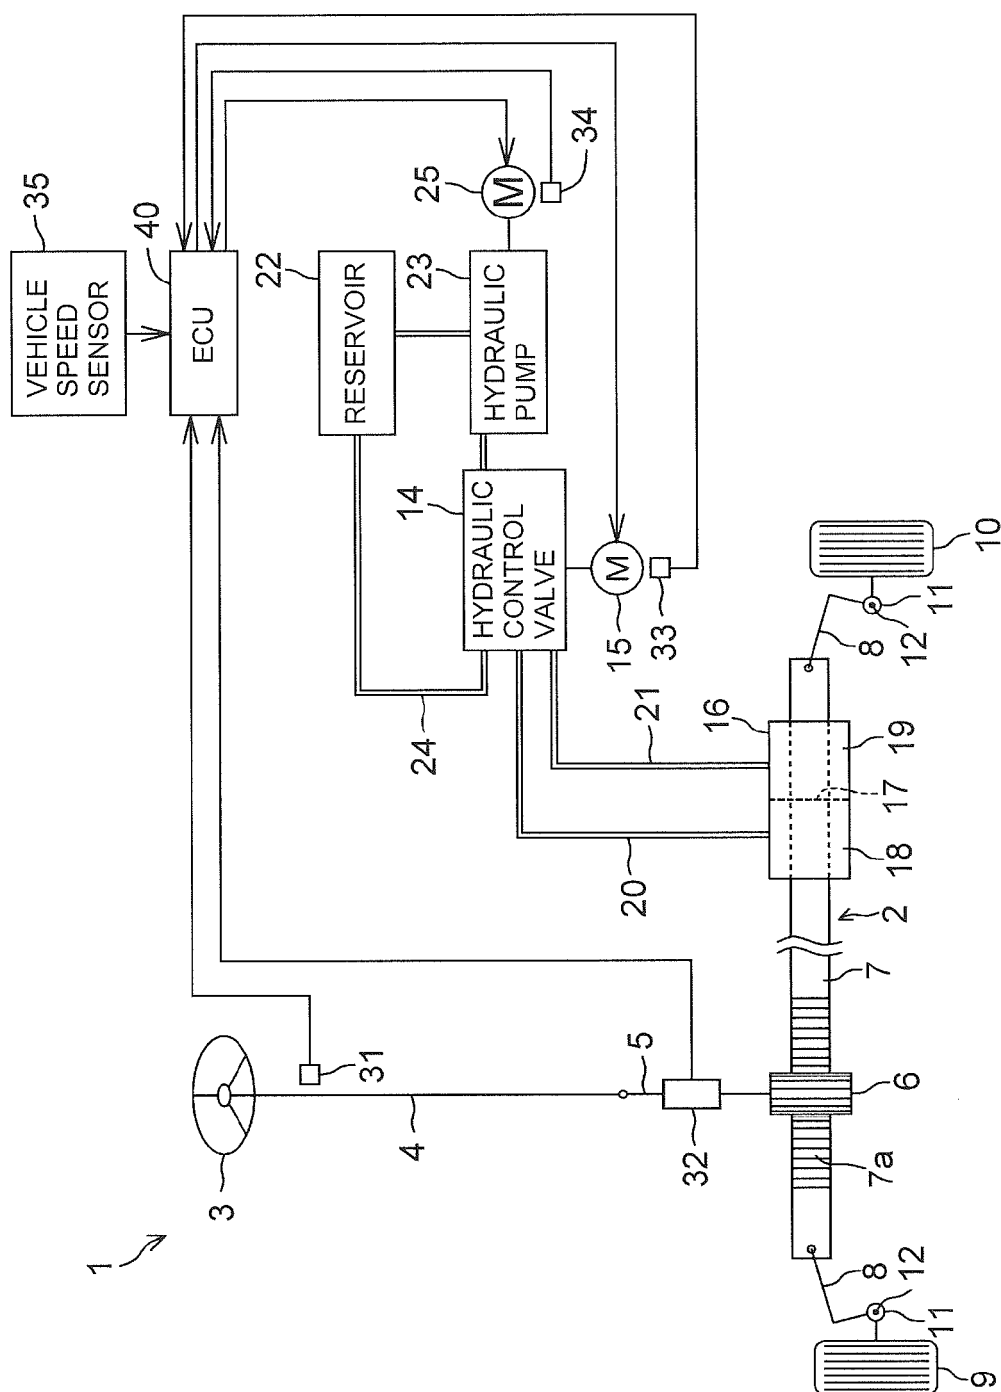 35
VEHICLE
SPEED
SENSOR
40
ECU
22
RESERVOIR
23
HYDRAULIC
PUMP
25
M
34
14
HYDRAULIC
CONTROL
VALVE
15
M
33
24
21
20
16
19
17
18
2
7
7a
6
5
32
4
31
3
1
8
12
11
10
8
12
11
9